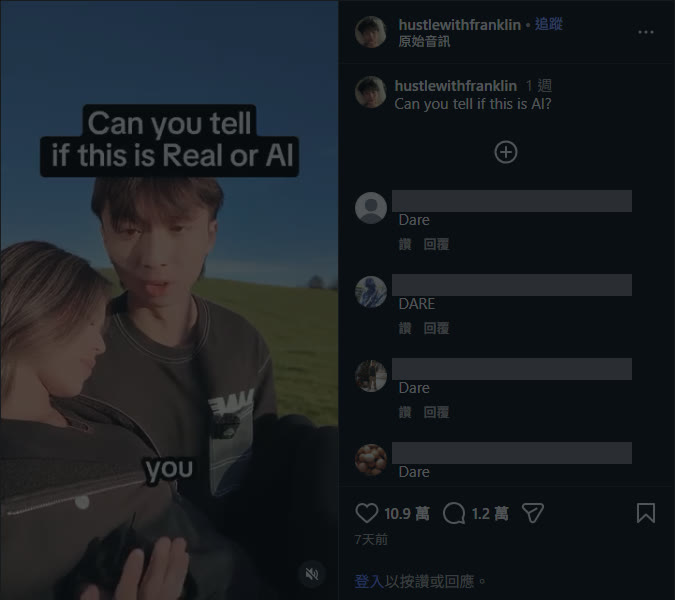 Can you tell
if this is Real or AI
you
hustlewithfranklin • 追蹤
原始音訊
hustlewithfranklin 1 週
Can you tell if this is AI?
Dare
讚 回覆
DARE
讚 回覆
Dare
讚 回覆
Dare
10.9 萬 1.2 萬
7天前
登入以按讚或回應。